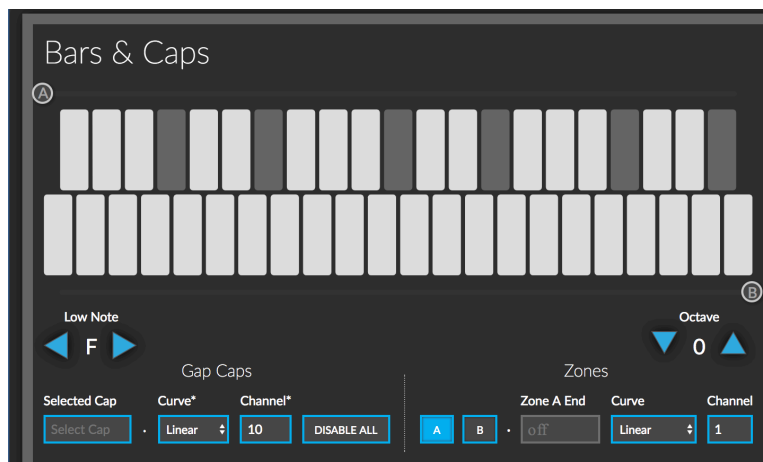 Bars & Caps
A
B
Low Note
F
Octave
0
Gap Caps
Zones
Selected Cap Curve* Channel*
Select Cap · Linear 10 DISABLE ALL
Zone A End Curve Channel
A B · off Linear 1